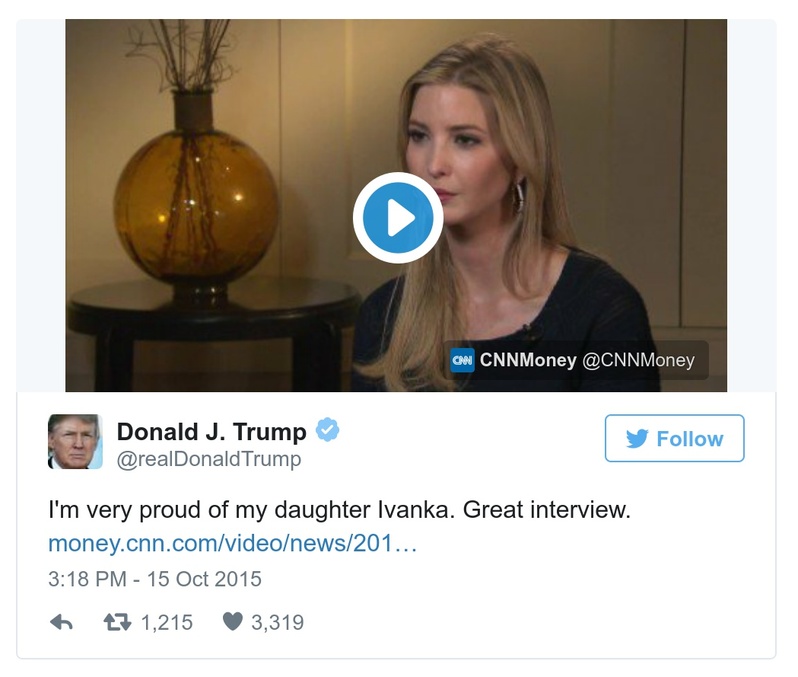 CNN CNNMoney @CNNMoney
Donald J. Trump
Follow
@realDonaldTrump
I'm very proud of my daughter Ivanka. Great interview.
money.cnn.com/video/news/201…
3:18 PM - 15 Oct 2015
1,215 3,319